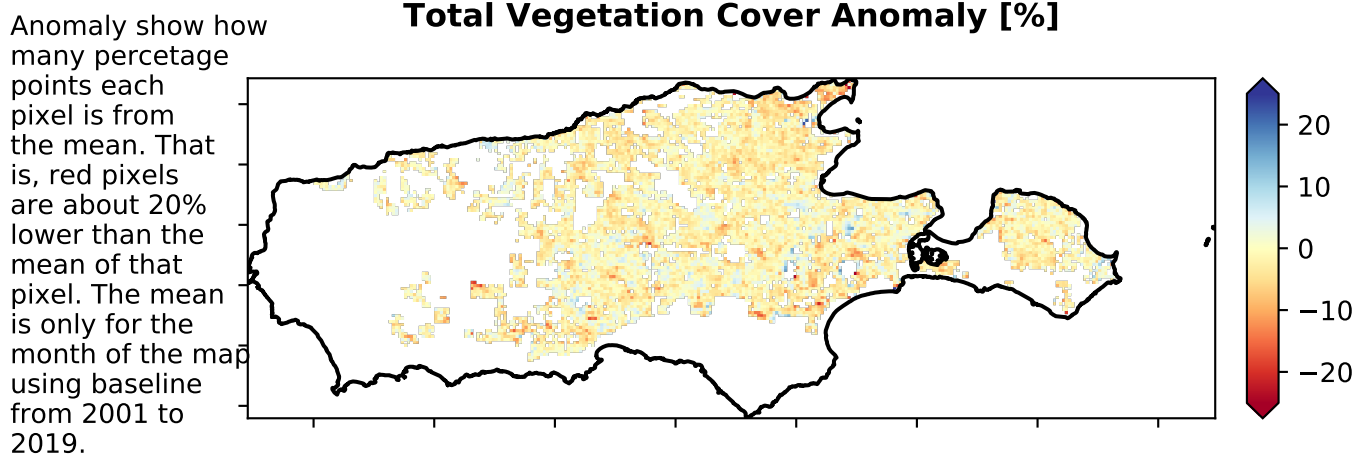 Total Vegetation Cover Anomaly [%]
Anomaly show how
many percetage
points each
pixel is from
the mean. That
is, red pixels
are about 20%
lower than the
mean of that
pixel. The mean
is only for the
month of the map
using baseline
from 2001 to
2019.
20
10
0
−10
−20